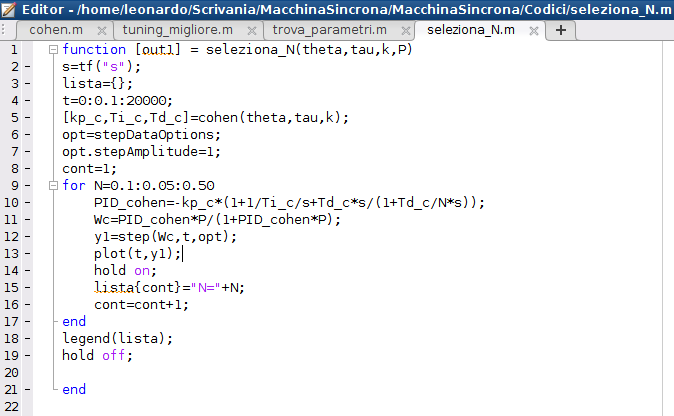 Editor - /home/leonardo/Scrivania/MacchinaSincrona/MacchinaSincrona/Codici/seleziona_N.m
cohen.m tuning_migliore.m trova_parametri.m seleziona_N.m +
1 function [out1] = seleziona_N(theta,tau,k,P)
2 - s=tf("s");
3 - lista={};
4 - t=0:0.1:20000;
5 - [kp_c,Ti_c,Td_c]=cohen(theta,tau,k);
6 - opt=stepDataOptions;
7 - opt.stepAmplitude=1;
8 - cont=1;
9 - for N=0.1:0.05:0.50
10 - PID_cohen=-kp_c*(1+1/Ti_c/s+Td_c*s/(1+Td_c/N*s));
11 - Wc=PID_cohen*P/(1+PID_cohen*P);
12 - y1=step(Wc,t,opt);
13 - plot(t,y1);
14 - hold on;
15 - lista{cont}="N="+N;
16 - cont=cont+1;
17 - end
18 - legend(lista);
19 - hold off;
20
21 - end
22